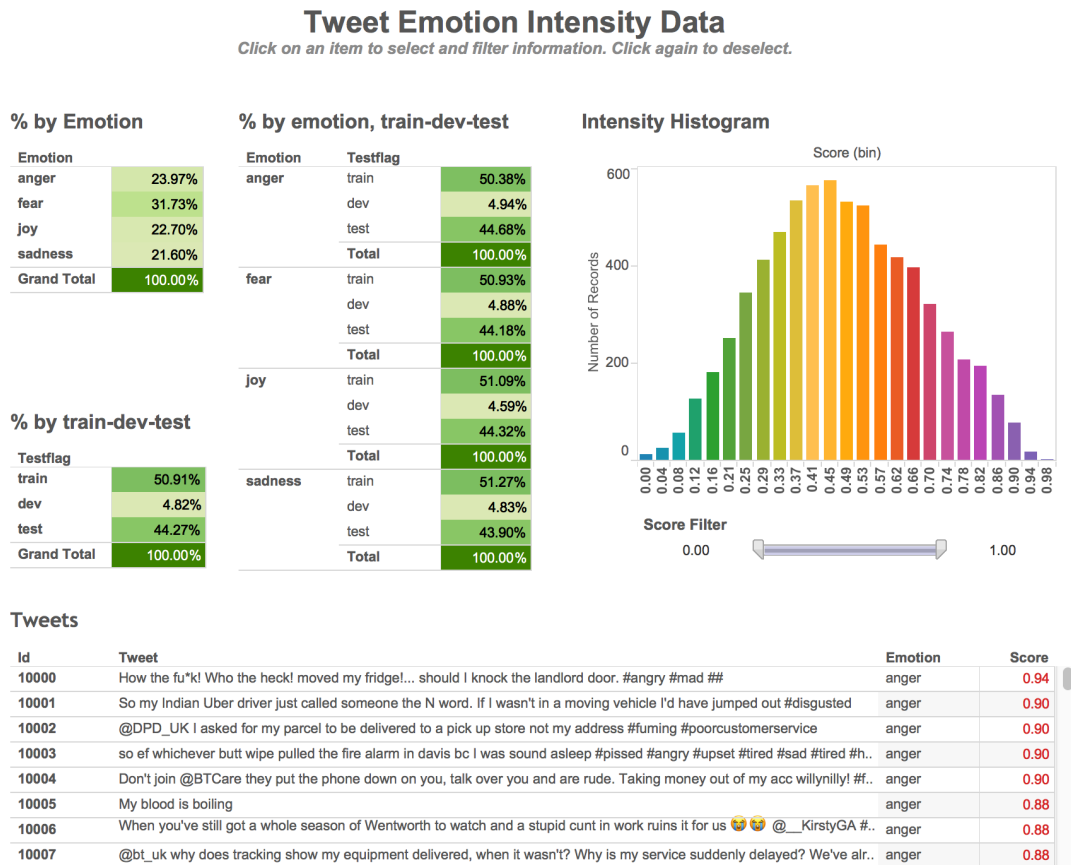 Tweet Emotion Intensity Data
Click on an item to select and filter information. Click again to deselect.
% by Emotion
Emotion
anger 23.97%
fear 31.73%
joy 22.70%
sadness 21.60%
Grand Total 100.00%
% by train-dev-test
Testflag
train 50.91%
dev 4.82%
test 44.27%
Grand Total 100.00%
% by emotion, train-dev-test
Emotion Testflag
anger train 50.38%
dev 4.94%
test 44.68%
Total 100.00%
fear train 50.93%
dev 4.88%
test 44.18%
Total 100.00%
joy train 51.09%
dev 4.59%
test 44.32%
Total 100.00%
sadness train 51.27%
dev 4.83%
test 43.90%
Total 100.00%
Intensity Histogram
Score (bin)
Number of Records
600
400
200
0
0.00 0.04 0.08 0.12 0.16 0.21 0.25 0.29 0.33 0.37 0.41 0.45 0.49 0.53 0.57 0.62 0.66 0.70 0.74 0.78 0.82 0.86 0.90 0.94 0.98
Score Filter
0.00 1.00
Tweets
Id Tweet Emotion Score
10000 How the fu*k! Who the heck! moved my fridge!... should I knock the landlord door. #angry #mad ## anger 0.94
10001 So my Indian Uber driver just called someone the N word. If I wasn't in a moving vehicle I'd have jumped out #disgusted anger 0.90
10002 @DPD_UK I asked for my parcel to be delivered to a pick up store not my address #fuming #poorcustomerservice anger 0.90
10003 so ef whichever butt wipe pulled the fire alarm in davis bc I was sound asleep #pissed #angry #upset #tired #sad #tired #h.. anger 0.90
10004 Don't join @BTCare they put the phone down on you, talk over you and are rude. Taking money out of my acc willynilly! #f.. anger 0.90
10005 My blood is boiling anger 0.88
10006 When you've still got a whole season of Wentworth to watch and a stupid cunt in work ruins it for us 😭😭 @__KirstyGA #.. anger 0.88
10007 @bt_uk why does tracking show my equipment delivered, when it wasn't? Why is my service suddenly delayed? We've alr.. anger 0.88